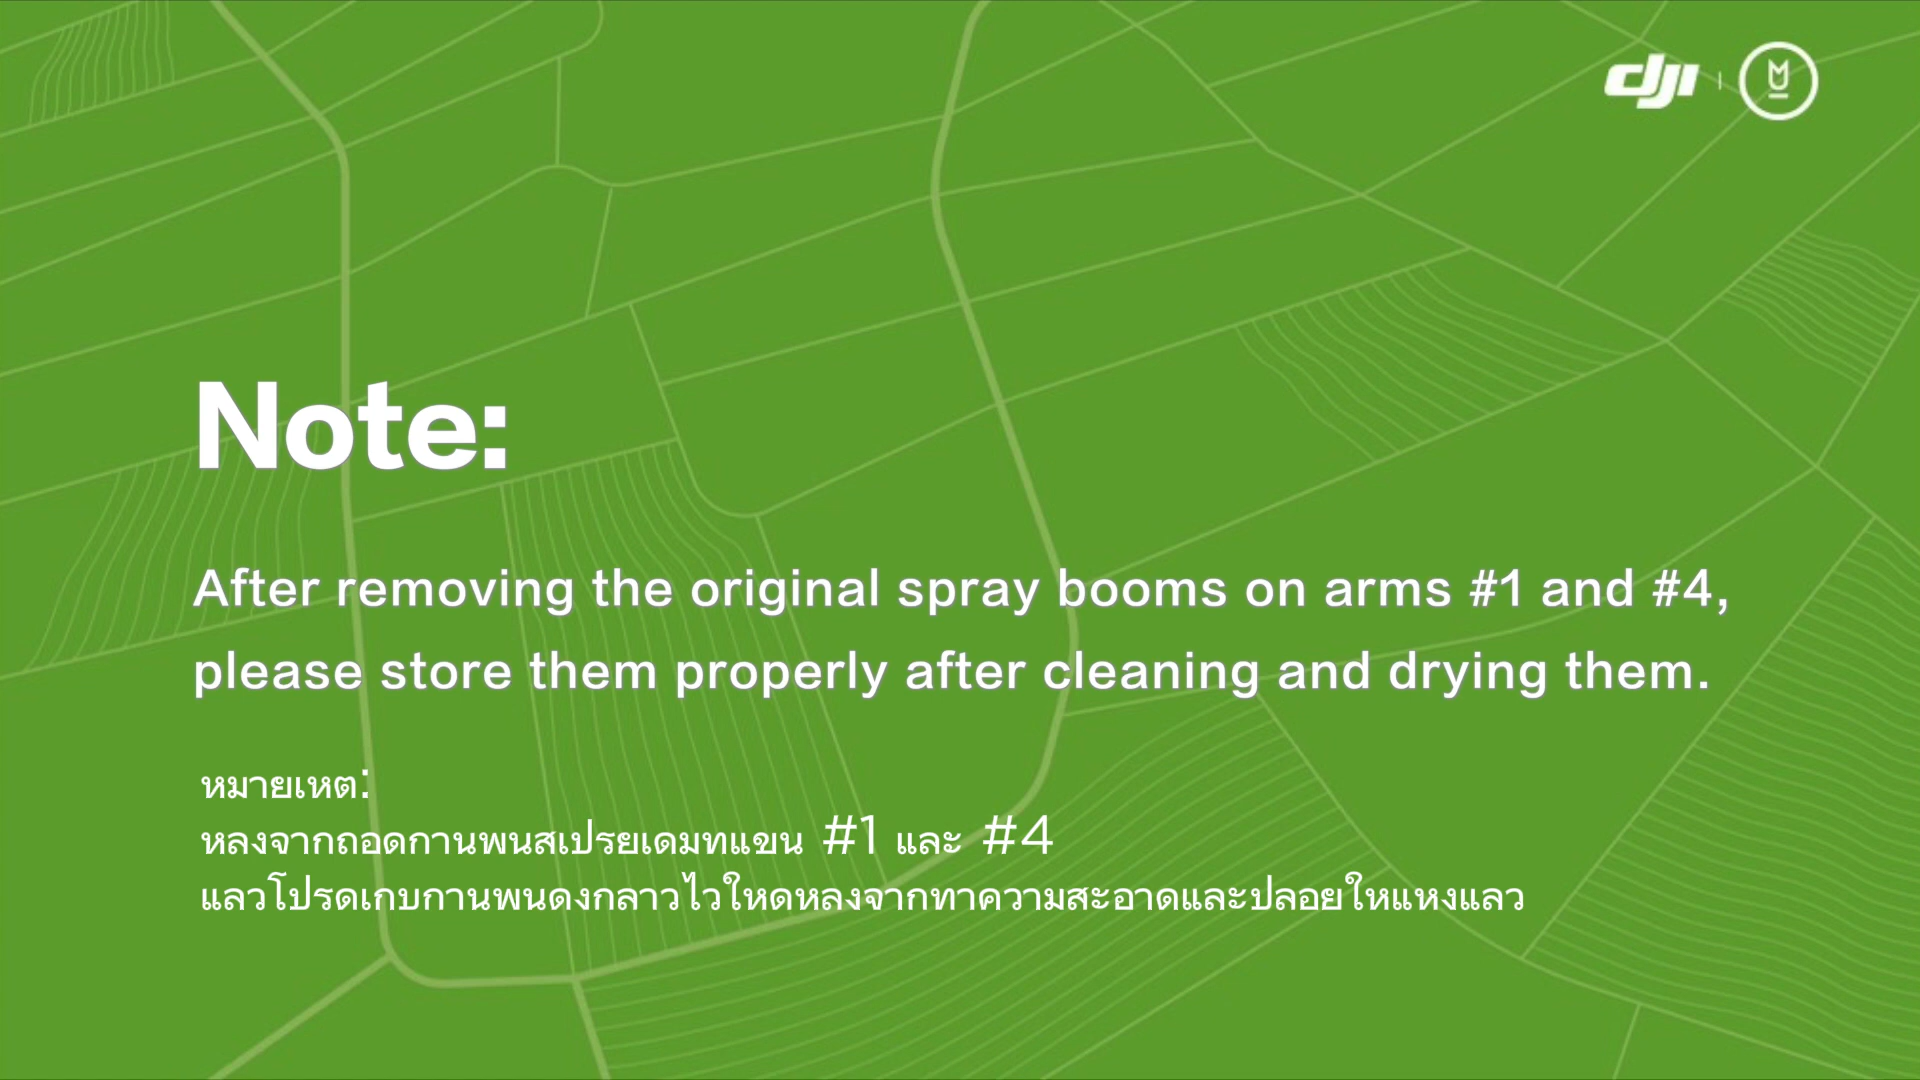 dji
Note:
After removing the original spray booms on arms #1 and #4,
please store them properly after cleaning and drying them.
หมายเหต:
หลงจากถอดกานพนสเปรยเดมทแขน #1 และ #4
แลวโปรดเกบกานพนดงกลาวไวใหดหลงจากทาความสะอาดและปลอยใหแหงแลว